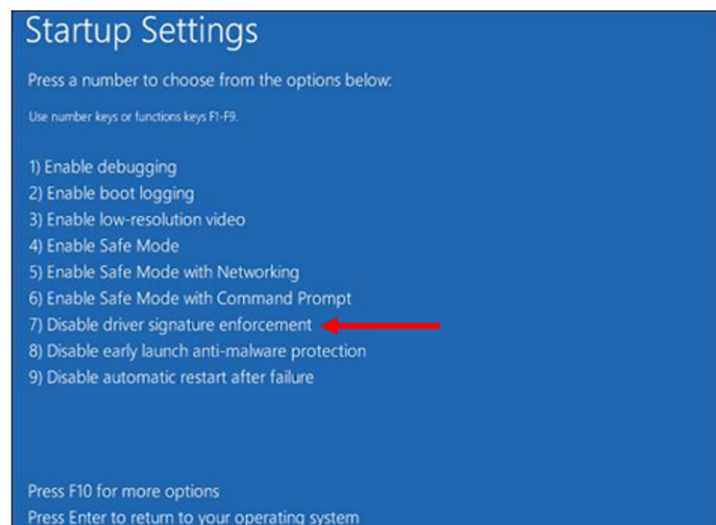 Startup Settings
Press a number to choose from the options below:
Use number keys or functions keys F1-F9.
1) Enable debugging
2) Enable boot logging
3) Enable low-resolution video
4) Enable Safe Mode
5) Enable Safe Mode with Networking
6) Enable Safe Mode with Command Prompt
7) Disable driver signature enforcement
8) Disable early launch anti-malware protection
9) Disable automatic restart after failure
Press F10 for more options
Press Enter to return to your operating system